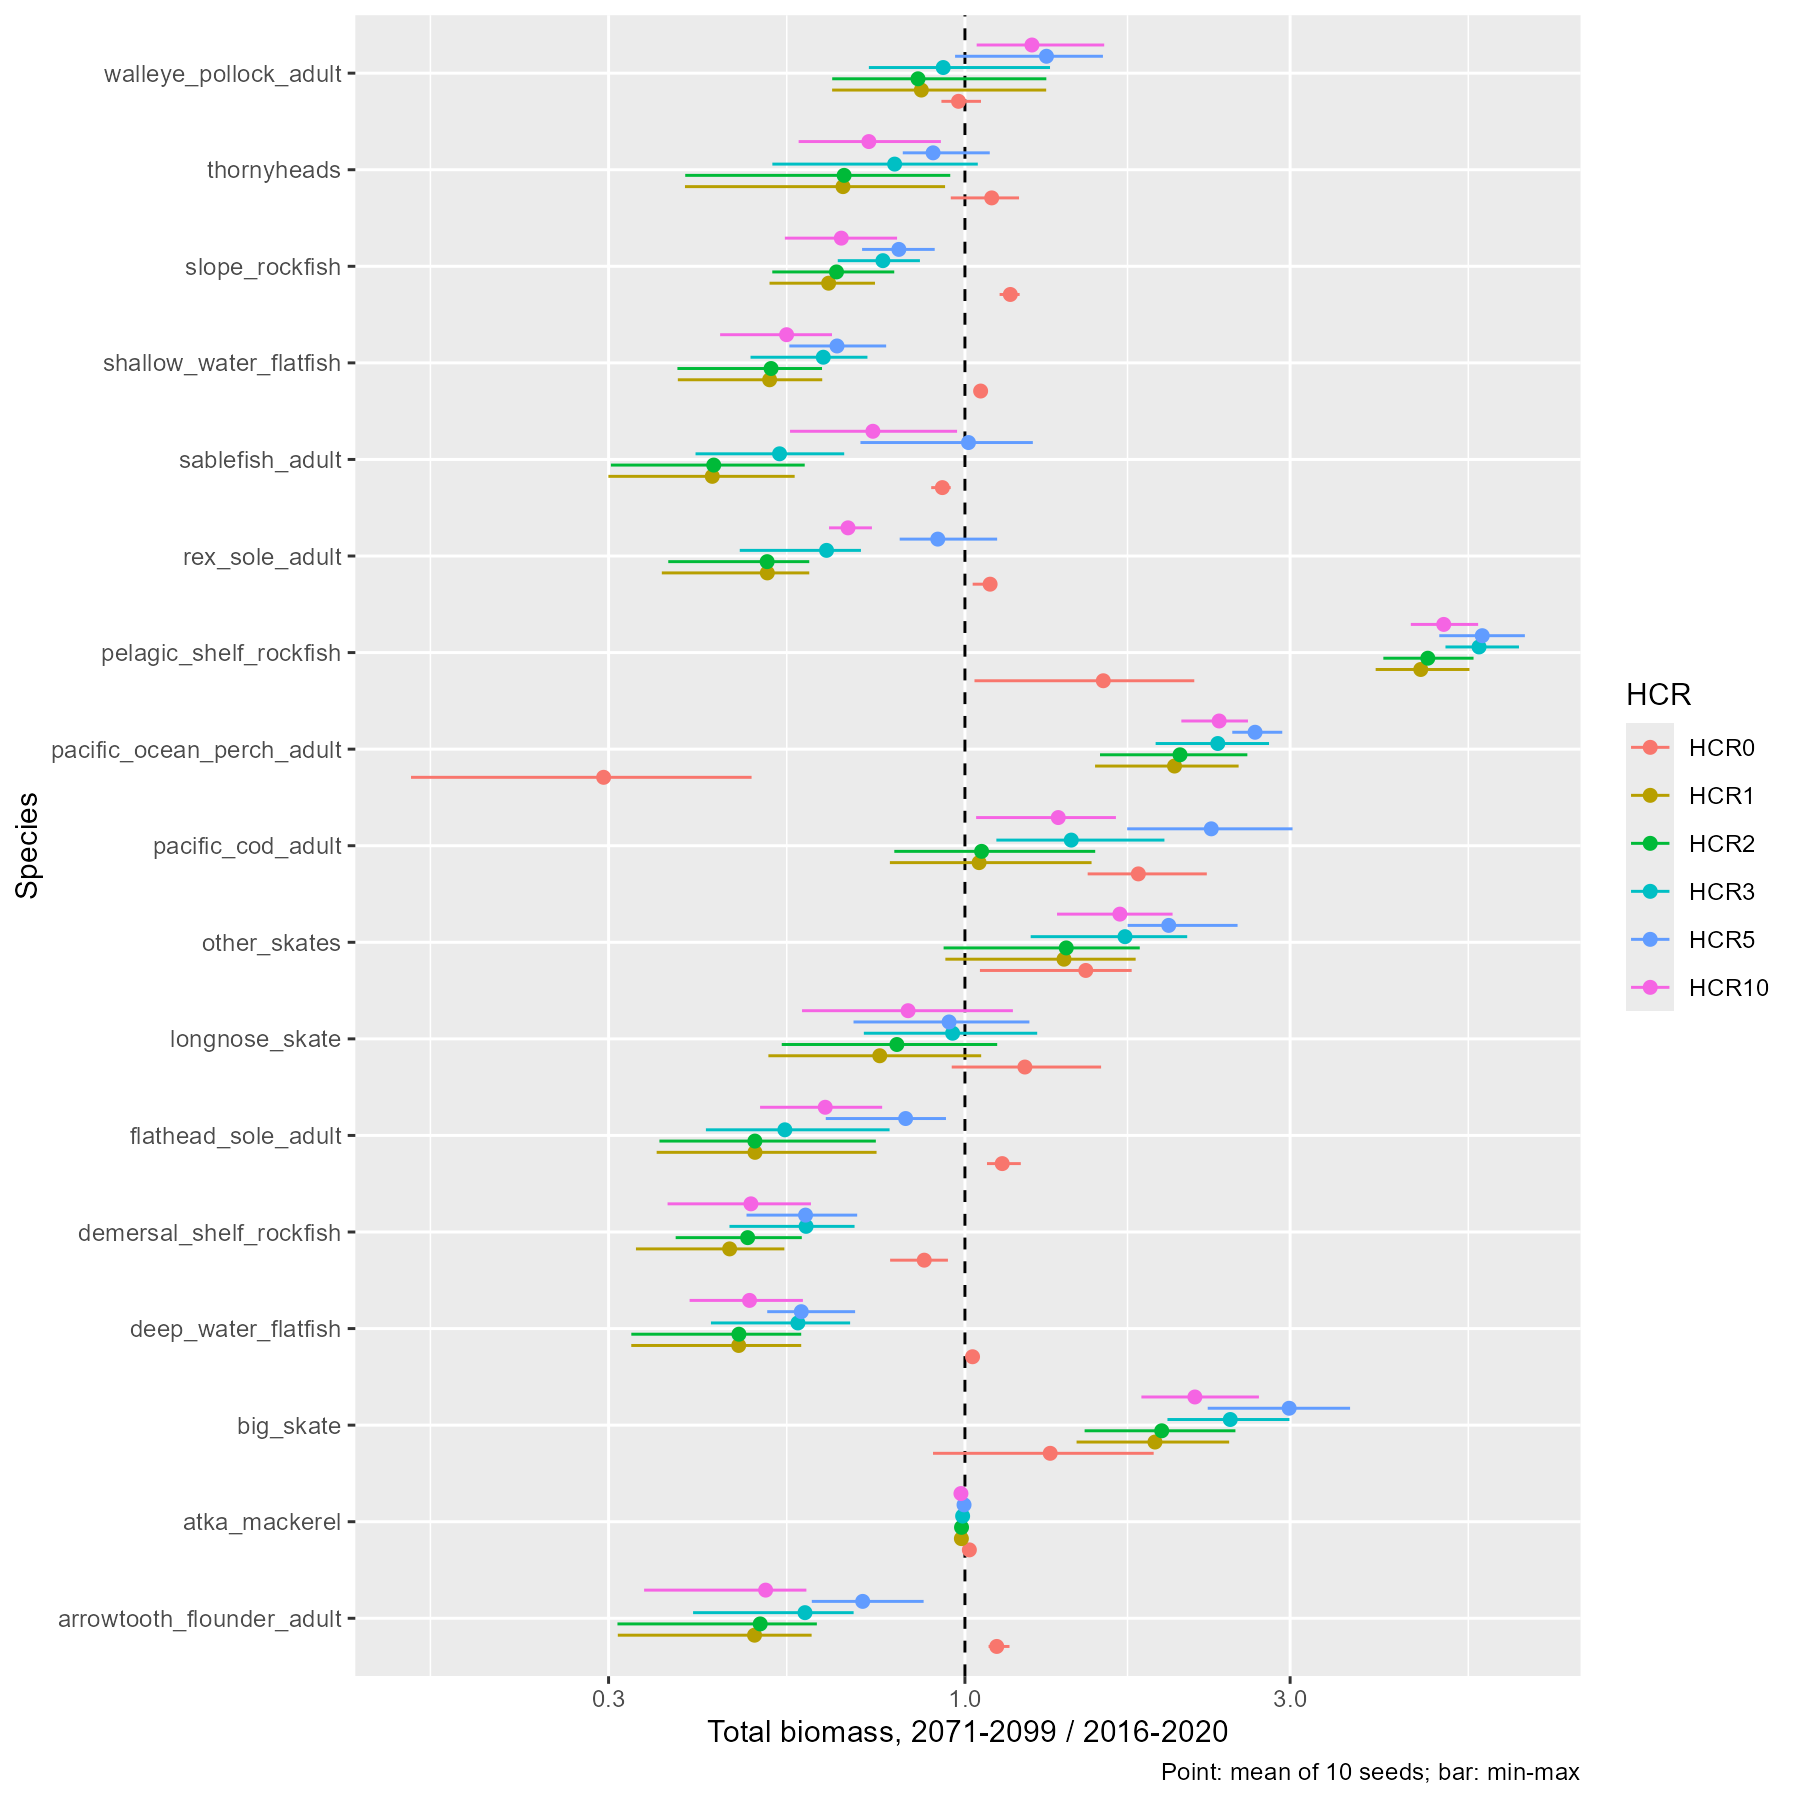 walleye_pollock_adult
thornyheads
slope_rockfish
shallow_water_flatfish
sablefish_adult
rex_sole_adult
pelagic_shelf_rockfish
pacific_ocean_perch_adult
pacific_cod_adult
other_skates
longnose_skate
flathead_sole_adult
demersal_shelf_rockfish
deep_water_flatfish
big_skate
atka_mackerel
arrowtooth_flounder_adult
Species
0.3 1.0 3.0
Total biomass, 2071-2099 / 2016-2020
Point: mean of 10 seeds; bar: min-max
HCR
HCR0
HCR1
HCR2
HCR3
HCR5
HCR10